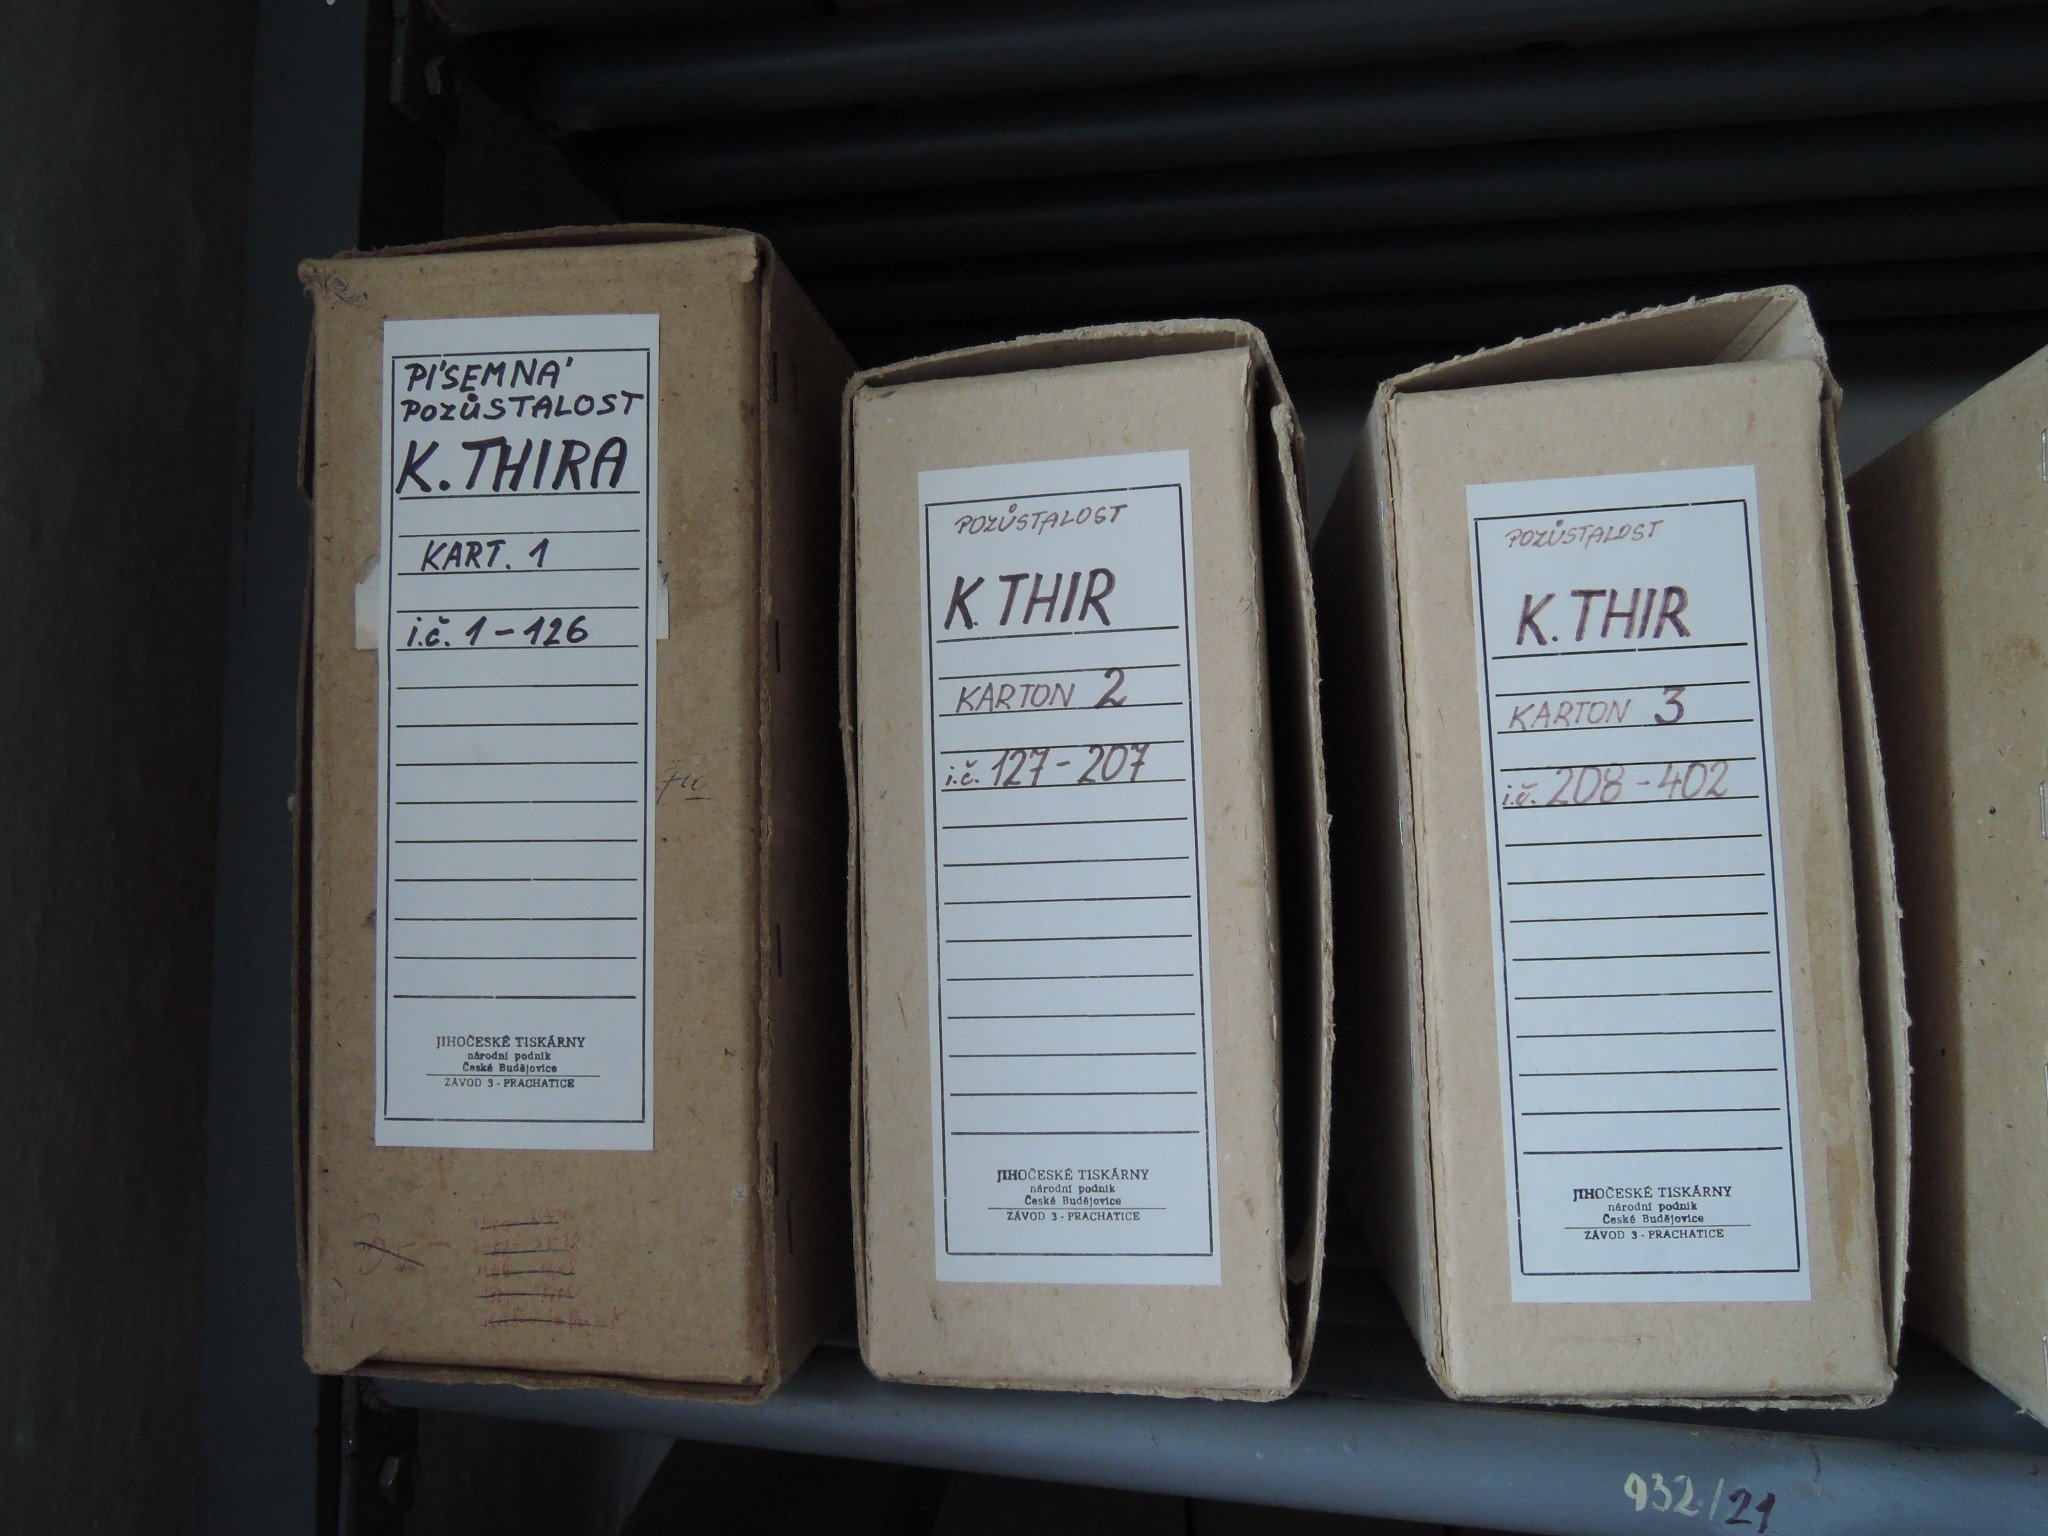 PÍSEMNÁ
POZŮSTALOST
K. THIRA
KART. 1
i.č. 1 - 126
JIHOČESKÉ TISKÁRNY
národní podnik
České Budějovice
ZÁVOD 3 - PRACHATICE
POZŮSTALOST
K. THIR
KARTON 2
i.č. 127 - 207
JIHOČESKÉ TISKÁRNY
národní podnik
České Budějovice
ZÁVOD 3 - PRACHATICE
POZŮSTALOST
K. THIR
KARTON 3
i.č. 208 - 402
JIHOČESKÉ TISKÁRNY
národní podnik
České Budějovice
ZÁVOD 3 - PRACHATICE
932/21